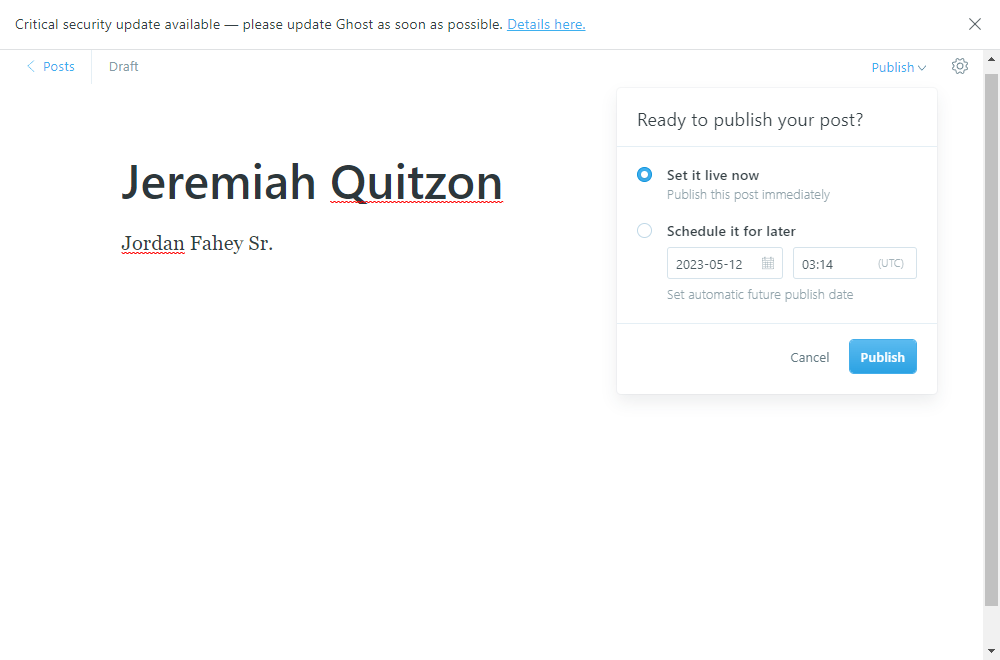 Critical security update available — please update Ghost as soon as possible. Details here.
Posts
Draft
Publish
Ready to publish your post?
Jeremiah Quitzon
Jordan Fahey Sr.
Set it live now
Publish this post immediately
Schedule it for later
2023-05-12
03:14 (UTC)
Set automatic future publish date
Cancel
Publish